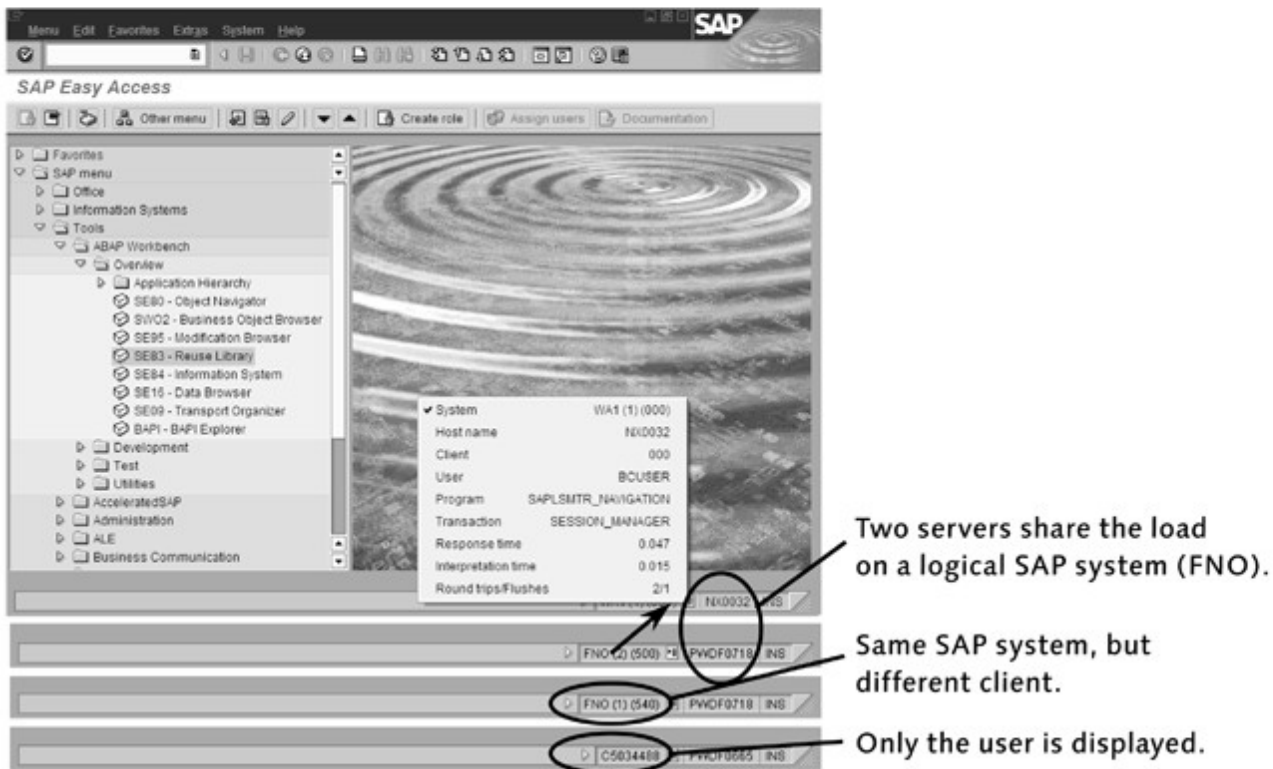 Menu Edit Favorites Extras System Help
SAP
SAP Easy Access
Other menu Create role Assign users Documentation
Favorites
SAP menu
Office
Information Systems
Tools
ABAP Workbench
Overview
Application Hierarchy
SE80 - Object Navigator
SWO2 - Business Object Browser
SE95 - Modification Browser
SE83 - Reuse Library
SE84 - Information System
SE16 - Data Browser
SE09 - Transport Organizer
BAPI - BAPI Explorer
Development
Test
Utilities
AcceleratedSAP
Administration
ALE
Business Communication
System WA1 (1) (000)
Host name NX0032
Client 000
User BCUSER
Program SAPLSMTR_NAVIGATION
Transaction SESSION_MANAGER
Response time 0.047
Interpretation time 0.015
Round trips/Flushes 2/1
NX0032 INS
FNO (2) (500) PWDF0718 INS
FNO (1) (540) PWDF0718 INS
C5034488 PWDF0665 INS
Two servers share the load
on a logical SAP system (FNO).
Same SAP system, but
different client.
Only the user is displayed.